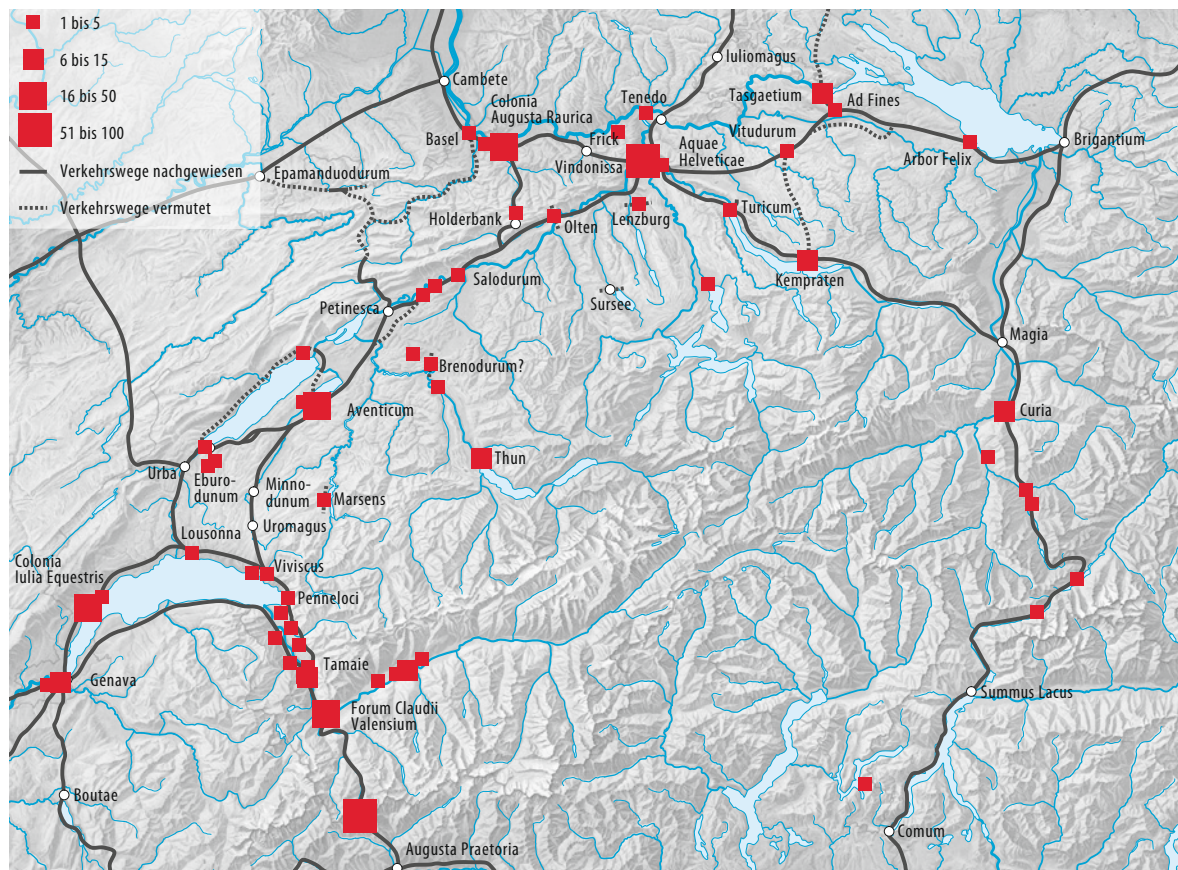 1 bis 5
6 bis 15
16 bis 50
51 bis 100
Verkehrswege nachgewiesen
Verkehrswege vermutet
Iuliomagus
Cambete
Colonia
Augusta Raurica
Tenedo
Tasgaetium
Ad Fines
Basel
Frick
Vitudurum
Aquae
Helveticae
Brigantium
Vindonissa
Arbor Felix
Epamanduodurum
Holderbank
Olten
Lenzburg
Turicum
Salodurum
Kempraten
Sursee
Petinesca
Magia
Brenodurum?
Aventicum
Curia
Thun
Urba
Eburo-
dunum
Minno-
dunum
Marsens
Uromagus
Lousonna
Colonia
Iulia Equestris
Viviscus
Penneloci
Tamaie
Genava
Summus Lacus
Forum Claudii
Valensium
Boutae
Comum
Augusta Praetoria